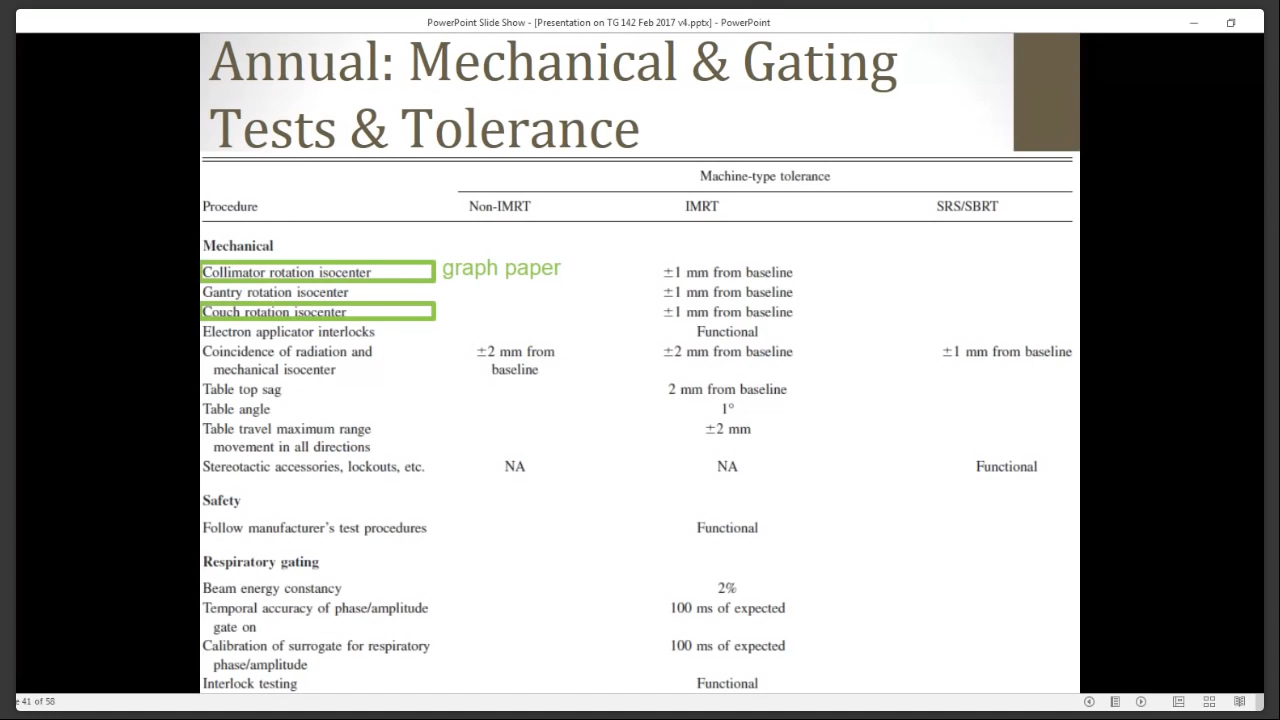 PowerPoint Slide Show - [Presentation on TG 142 Feb 2017 v4.pptx] - PowerPoint
Annual: Mechanical & Gating
Tests & Tolerance
Machine-type tolerance
Procedure Non-IMRT IMRT SRS/SBRT
Mechanical
Collimator rotation isocenter graph paper ±1 mm from baseline
Gantry rotation isocenter ±1 mm from baseline
Couch rotation isocenter ±1 mm from baseline
Electron applicator interlocks Functional
Coincidence of radiation and ±2 mm from ±2 mm from baseline ±1 mm from baseline
mechanical isocenter baseline
Table top sag 2 mm from baseline
Table angle 1°
Table travel maximum range ±2 mm
movement in all directions
Stereotactic accessories, lockouts, etc. NA NA Functional
Safety
Follow manufacturer's test procedures Functional
Respiratory gating
Beam energy constancy 2%
Temporal accuracy of phase/amplitude 100 ms of expected
gate on
Calibration of surrogate for respiratory 100 ms of expected
phase/amplitude
Interlock testing Functional
e 41 of 58